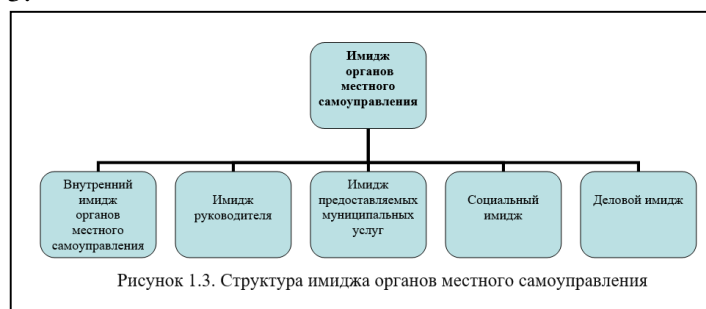 Имидж
органов
местного
самоуправления
Внутренний
имидж
органов
местного
самоуправления
Имидж
руководителя
Имидж
предоставляемых
муниципальных
услуг
Социальный
имидж
Деловой имидж
Рисунок 1.3. Структура имиджа органов местного самоуправления